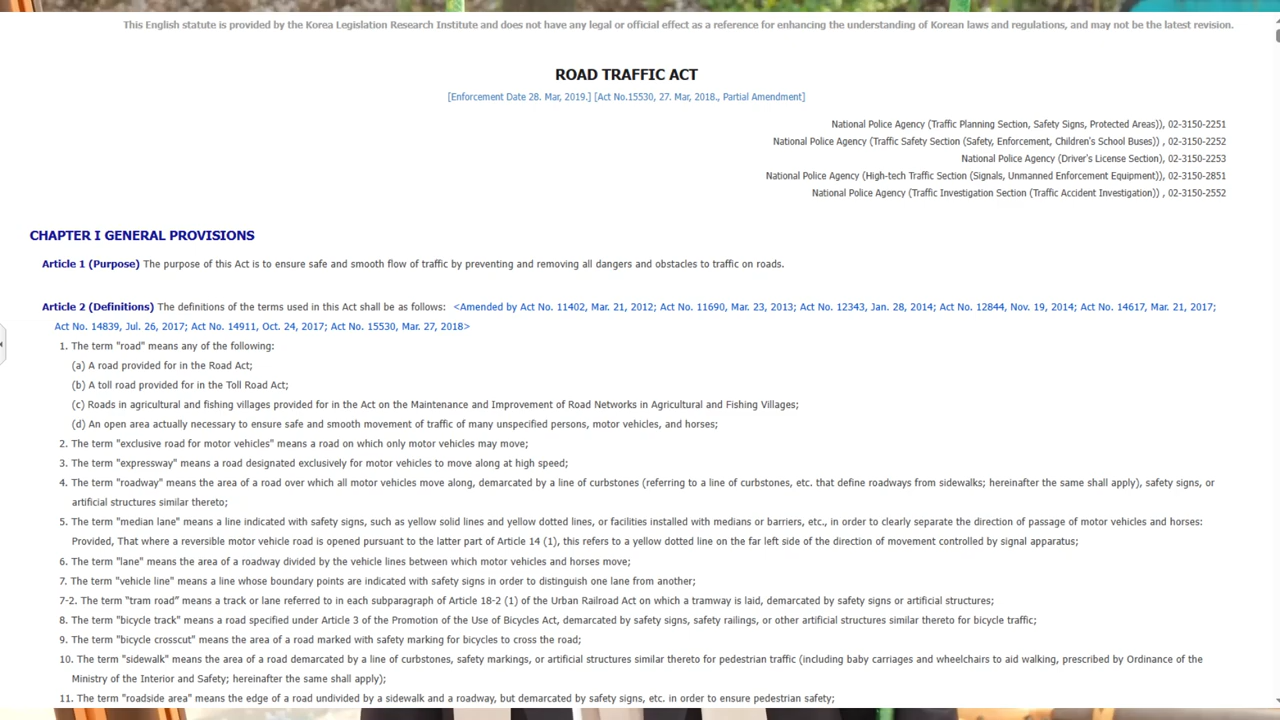 This English statute is provided by the Korea Legislation Research Institute and does not have any legal or official effect as a reference for enhancing the understanding of Korean laws and regulations, and may not be the latest revision.
ROAD TRAFFIC ACT
[Enforcement Date 28. Mar, 2019.] [Act No.15530, 27. Mar, 2018., Partial Amendment]
National Police Agency (Traffic Planning Section, Safety Signs, Protected Areas)), 02-3150-2251
National Police Agency (Traffic Safety Section (Safety, Enforcement, Children's School Buses)) , 02-3150-2252
National Police Agency (Driver's License Section), 02-3150-2253
National Police Agency (High-tech Traffic Section (Signals, Unmanned Enforcement Equipment)), 02-3150-2851
National Police Agency (Traffic Investigation Section (Traffic Accident Investigation)) , 02-3150-2552
CHAPTER I GENERAL PROVISIONS
Article 1 (Purpose) The purpose of this Act is to ensure safe and smooth flow of traffic by preventing and removing all dangers and obstacles to traffic on roads.
Article 2 (Definitions) The definitions of the terms used in this Act shall be as follows: <Amended by Act No. 11402, Mar. 21, 2012; Act No. 11690, Mar. 23, 2013; Act No. 12343, Jan. 28, 2014; Act No. 12844, Nov. 19, 2014; Act No. 14617, Mar. 21, 2017;
Act No. 14839, Jul. 26, 2017; Act No. 14911, Oct. 24, 2017; Act No. 15530, Mar. 27, 2018>
1. The term "road" means any of the following:
(a) A road provided for in the Road Act;
(b) A toll road provided for in the Toll Road Act;
(c) Roads in agricultural and fishing villages provided for in the Act on the Maintenance and Improvement of Road Networks in Agricultural and Fishing Villages;
(d) An open area actually necessary to ensure safe and smooth movement of traffic of many unspecified persons, motor vehicles, and horses;
2. The term "exclusive road for motor vehicles" means a road on which only motor vehicles may move;
3. The term "expressway" means a road designated exclusively for motor vehicles to move along at high speed;
4. The term "roadway" means the area of a road over which all motor vehicles move along, demarcated by a line of curbstones (referring to a line of curbstones, etc. that define roadways from sidewalks; hereinafter the same shall apply), safety signs, or
artificial structures similar thereto;
5. The term "median lane" means a line indicated with safety signs, such as yellow solid lines and yellow dotted lines, or facilities installed with medians or barriers, etc., in order to clearly separate the direction of passage of motor vehicles and horses:
Provided, That where a reversible motor vehicle road is opened pursuant to the latter part of Article 14 (1), this refers to a yellow dotted line on the far left side of the direction of movement controlled by signal apparatus;
6. The term "lane" means the area of a roadway divided by the vehicle lines between which motor vehicles and horses move;
7. The term "vehicle line" means a line whose boundary points are indicated with safety signs in order to distinguish one lane from another;
7-2. The term "tram road" means a track or lane referred to in each subparagraph of Article 18-2 (1) of the Urban Railroad Act on which a tramway is laid, demarcated by safety signs or artificial structures;
8. The term "bicycle track" means a road specified under Article 3 of the Promotion of the Use of Bicycles Act, demarcated by safety signs, safety railings, or other artificial structures similar thereto for bicycle traffic;
9. The term "bicycle crosscut" means the area of a road marked with safety marking for bicycles to cross the road;
10. The term "sidewalk" means the area of a road demarcated by a line of curbstones, safety markings, or artificial structures similar thereto for pedestrian traffic (including baby carriages and wheelchairs to aid walking, prescribed by Ordinance of the
Ministry of the Interior and Safety; hereinafter the same shall apply);
11. The term "roadside area" means the edge of a road undivided by a sidewalk and a roadway, but demarcated by safety signs, etc. in order to ensure pedestrian safety;